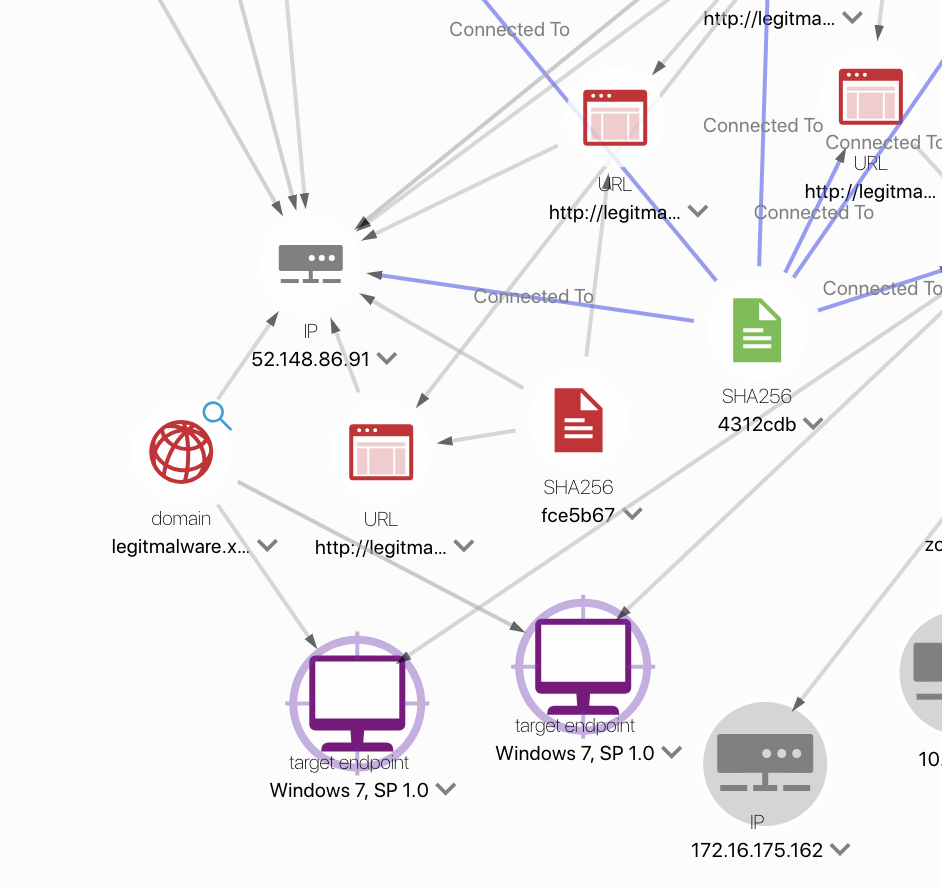 http://legitma...
Connected To
Connected To
Connected To
URL
http://legitma...
URL
http://legitma...
Connected To
Connected To
Connected To
IP
52.148.86.91
SHA256
4312cdb
SHA256
fce5b67
domain
legitmalware.x...
URL
http://legitma...
zo
target endpoint
Windows 7, SP 1.0
target endpoint
Windows 7, SP 1.0
10.
IP
172.16.175.162